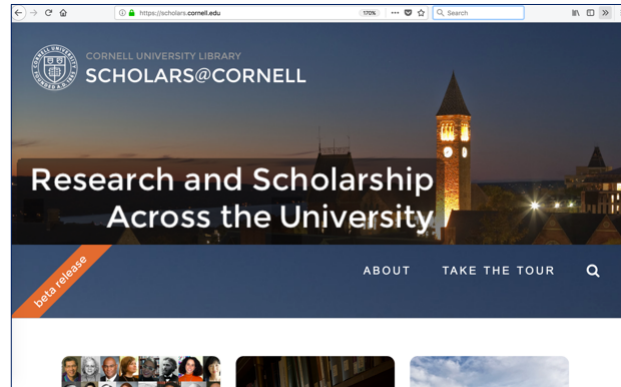 https://scholars.cornell.edu
170%
Search
CORNELL UNIVERSITY LIBRARY
SCHOLARS@CORNELL
Research and Scholarship
Across the University
beta release
ABOUT
TAKE THE TOUR